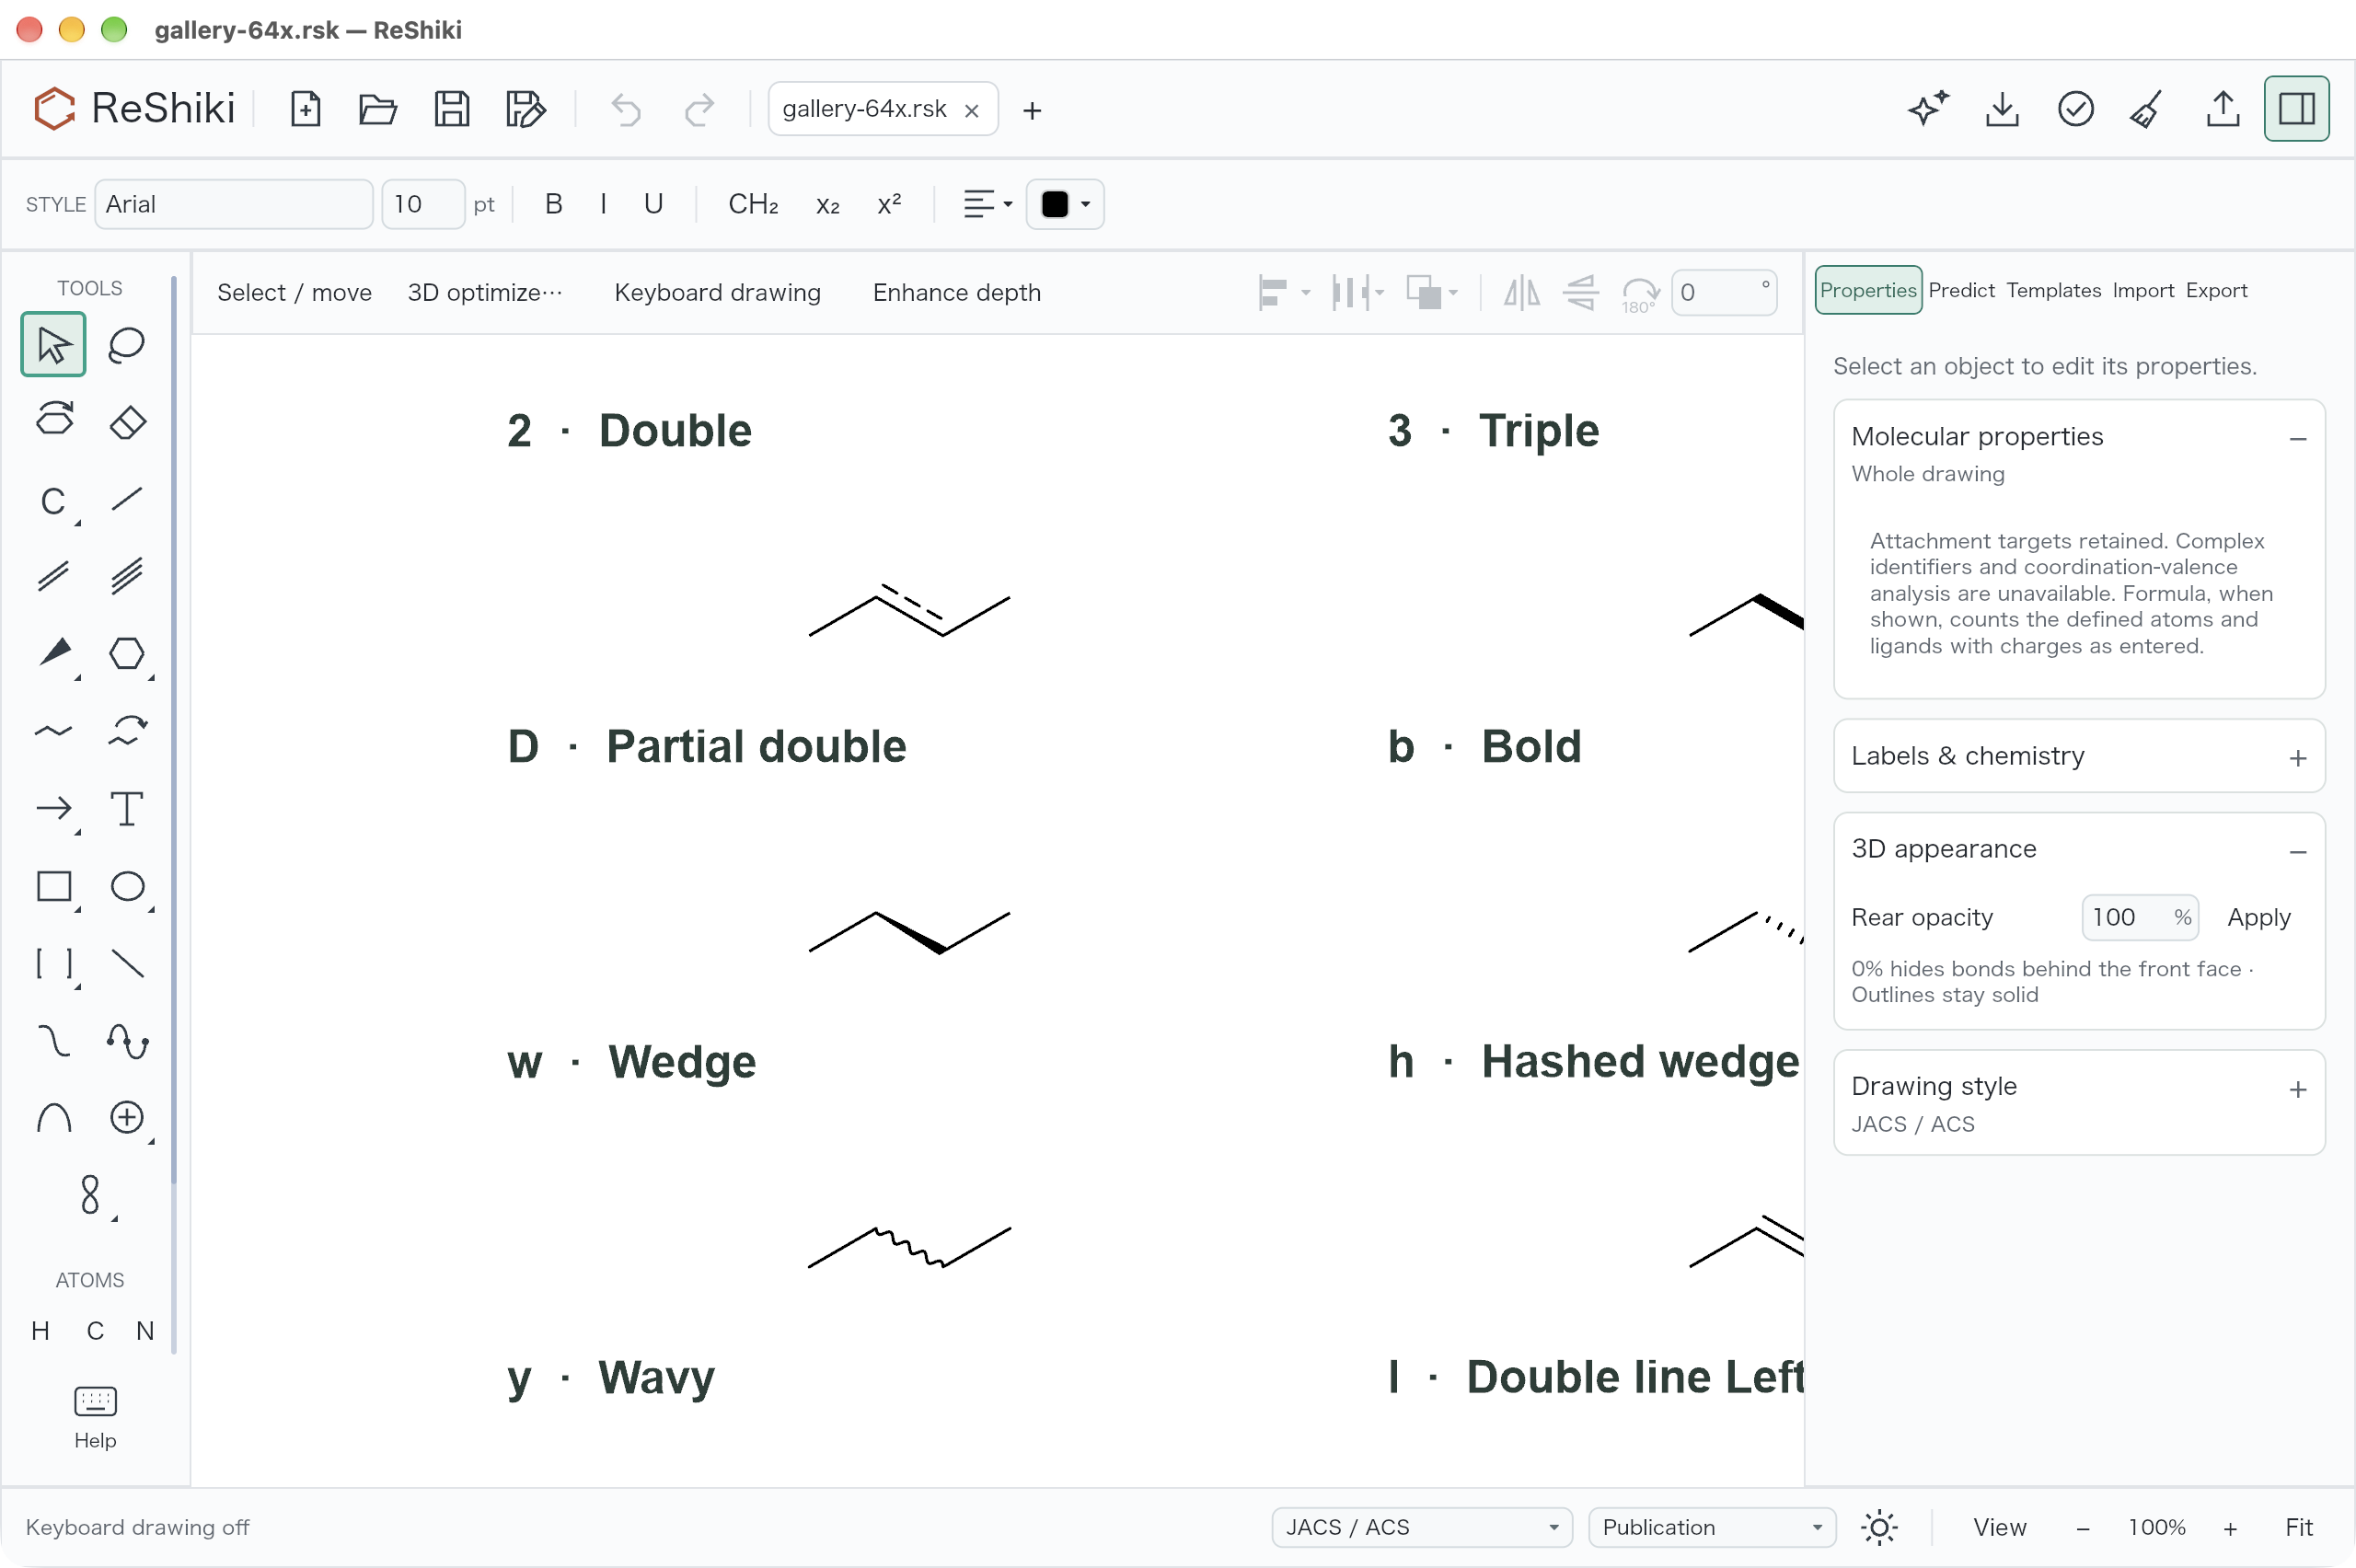 gallery-64x.rsk — ReShiki
ReShiki
gallery-64x.rsk ×
+
STYLE Arial 10 pt B I U CH₂ x₂ x²
TOOLS
Select / move 3D optimize··· Keyboard drawing Enhance depth
180°
0 °
Properties Predict Templates Import Export
C
T
[ ]
ATOMS
H C N
Help
2 · Double
3 · Triple
D · Partial double
b · Bold
w · Wedge
h · Hashed wedge
y · Wavy
l · Double line Left
Select an object to edit its properties.
Molecular properties −
Whole drawing
Attachment targets retained. Complex
identifiers and coordination-valence
analysis are unavailable. Formula, when
shown, counts the defined atoms and
ligands with charges as entered.
Labels & chemistry +
3D appearance −
Rear opacity 100 % Apply
0% hides bonds behind the front face ·
Outlines stay solid
Drawing style +
JACS / ACS
Keyboard drawing off
JACS / ACS
Publication
View − 100% + Fit